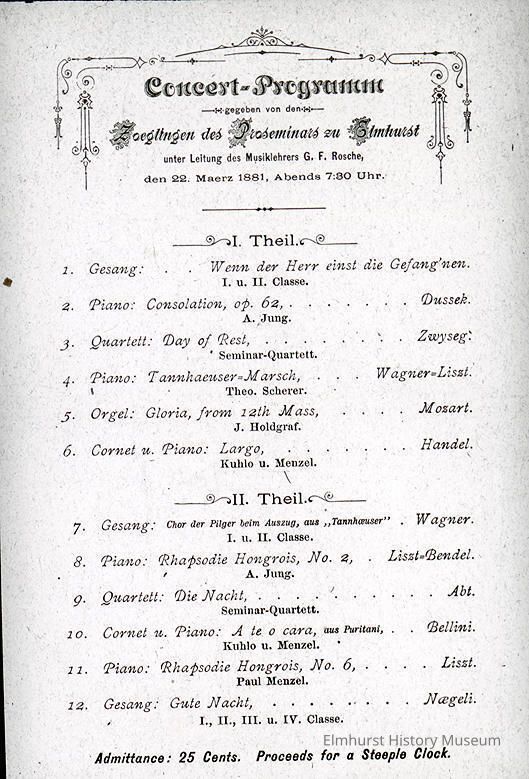 Concert-Programm
gegeben von den
Zoeglingen des Proseminars zu Elmhurst
unter Leitung des Musiklehrers G. F. Rosche,
den 22. Maerz 1881, Abends 7:30 Uhr.
I. Theil.
1. Gesang: . . Wenn der Herr einst die Gefang'nen.
I. u. II. Classe.
2. Piano: Consolation, op. 62, . . . . . . . Dussek.
A. Jung.
3. Quartett: Day of Rest, . . . . . . . . Zwyseg.
Seminar-Quartett.
4. Piano: Tannhaeuser=Marsch, . . . Wagner=Liszt.
Theo. Scherer.
5. Orgel: Gloria, from 12th Mass, . . . . Mozart.
J. Holdgraf.
6. Cornet u. Piano: Largo, . . . . . . . Handel.
Kuhlo u. Menzel.
II. Theil.
7. Gesang: Chor der Pilger beim Auszug, aus „Tannhæuser” . Wagner.
I. u. II. Classe.
8. Piano: Rhapsodie Hongrois, No. 2, . Liszt=Bendel.
A. Jung.
9. Quartett: Die Nacht, . . . . . . . . . . Abt.
Seminar-Quartett.
10. Cornet u. Piano: A te o cara, aus Puritani, . . Bellini.
Kuhlo u. Menzel.
11. Piano: Rhapsodie Hongrois, No. 6, . . . . Liszt.
Paul Menzel.
12. Gesang: Gute Nacht, . . . . . . . . Nægeli.
I., II., III. u. IV. Classe.
Elmhurst History Museum
Admittance: 25 Cents. Proceeds for a Steeple Clock.